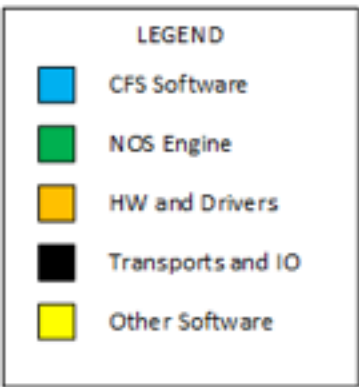 LEGEND
CFS Software
NOS Engine
HW and Drivers
Transports and IO
Other Software